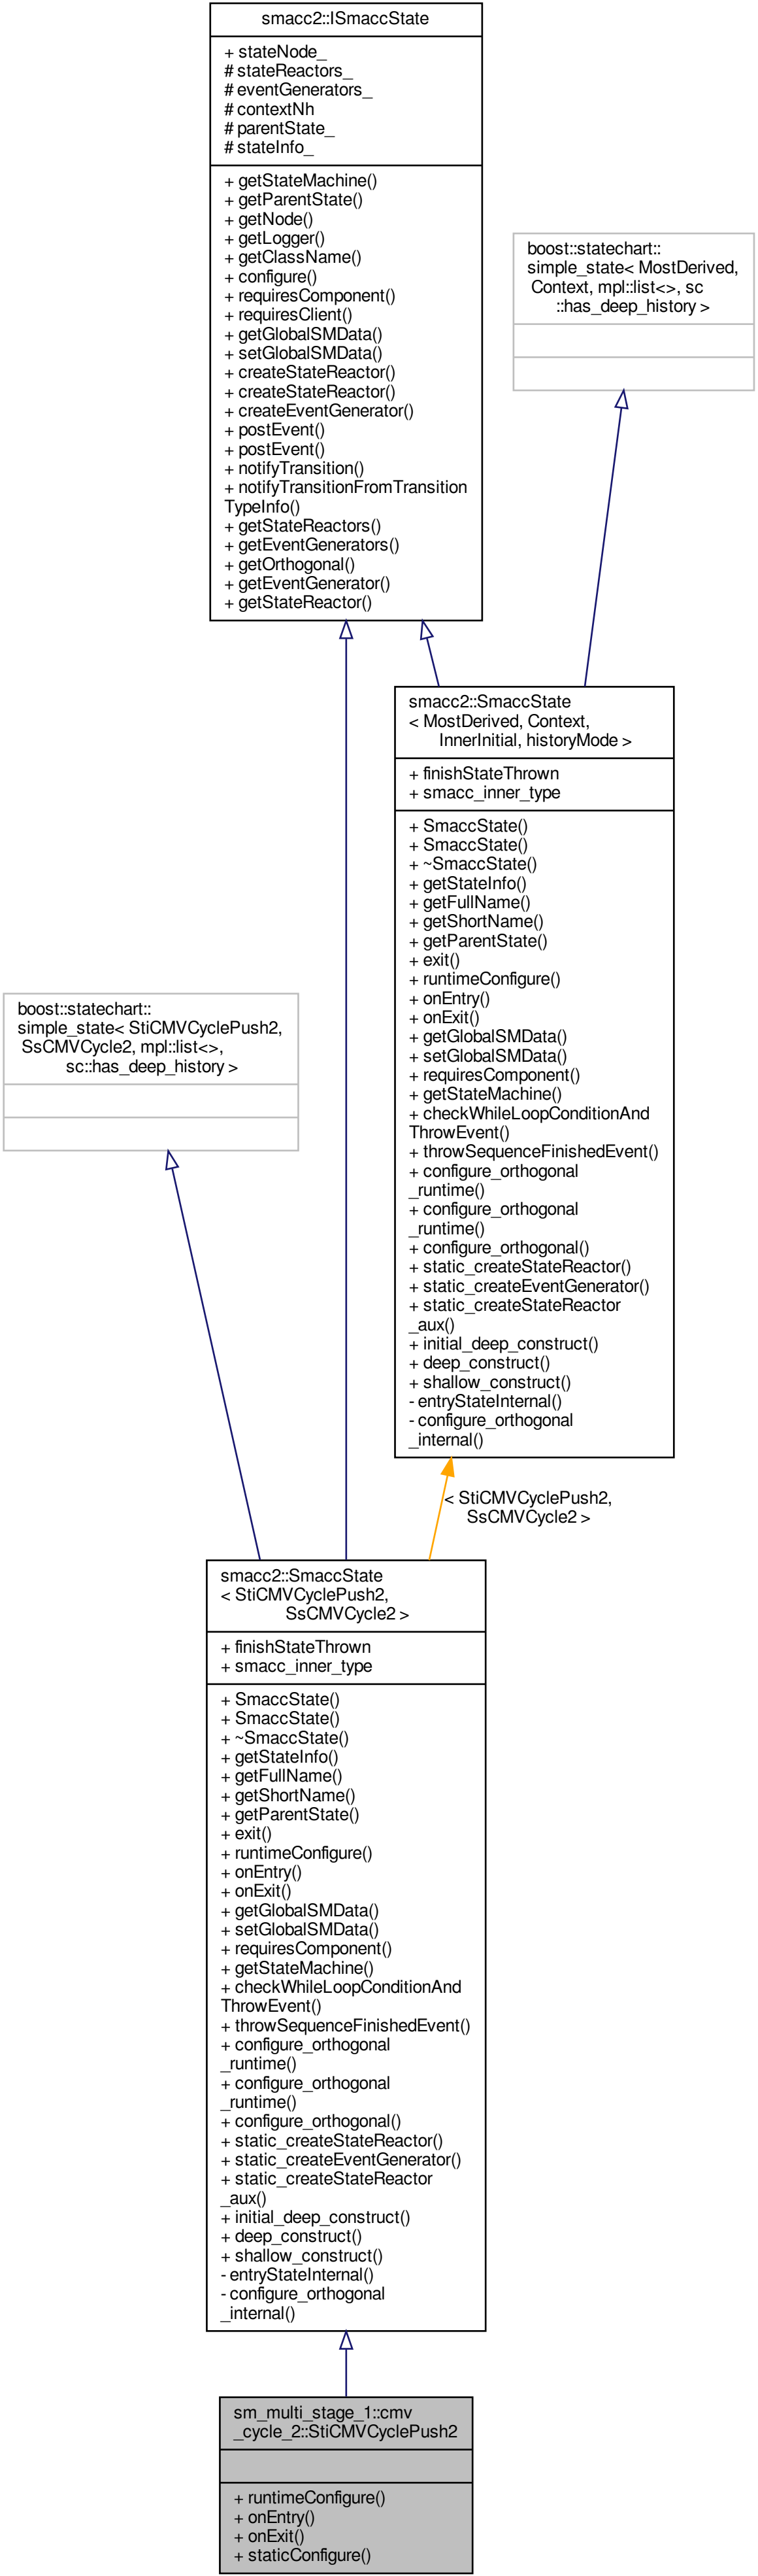 smacc2::ISmaccState
+ stateNode_
# stateReactors_
# eventGenerators_
# contextNh
# parentState_
# stateInfo_
+ getStateMachine()
+ getParentState()
+ getNode()
+ getLogger()
+ getClassName()
+ configure()
+ requiresComponent()
+ requiresClient()
+ getGlobalSMData()
+ setGlobalSMData()
+ createStateReactor()
+ createStateReactor()
+ createEventGenerator()
+ postEvent()
+ postEvent()
+ notifyTransition()
+ notifyTransitionFromTransition
TypeInfo()
+ getStateReactors()
+ getEventGenerators()
+ getOrthogonal()
+ getEventGenerator()
+ getStateReactor()
boost::statechart::
simple_state< MostDerived,
Context, mpl::list<>, sc
::has_deep_history >
smacc2::SmaccState
< MostDerived, Context,
InnerInitial, historyMode >
+ finishStateThrown
+ smacc_inner_type
+ SmaccState()
+ SmaccState()
+ ~SmaccState()
+ getStateInfo()
+ getFullName()
+ getShortName()
+ getParentState()
+ exit()
+ runtimeConfigure()
+ onEntry()
+ onExit()
+ getGlobalSMData()
+ setGlobalSMData()
+ requiresComponent()
+ getStateMachine()
+ checkWhileLoopConditionAnd
ThrowEvent()
+ throwSequenceFinishedEvent()
+ configure_orthogonal
_runtime()
+ configure_orthogonal
_runtime()
+ configure_orthogonal()
+ static_createStateReactor()
+ static_createEventGenerator()
+ static_createStateReactor
_aux()
+ initial_deep_construct()
+ deep_construct()
+ shallow_construct()
- entryStateInternal()
- configure_orthogonal
_internal()
boost::statechart::
simple_state< StiCMVCyclePush2,
SsCMVCycle2, mpl::list<>,
sc::has_deep_history >
< StiCMVCyclePush2,
SsCMVCycle2 >
smacc2::SmaccState
< StiCMVCyclePush2,
SsCMVCycle2 >
+ finishStateThrown
+ smacc_inner_type
+ SmaccState()
+ SmaccState()
+ ~SmaccState()
+ getStateInfo()
+ getFullName()
+ getShortName()
+ getParentState()
+ exit()
+ runtimeConfigure()
+ onEntry()
+ onExit()
+ getGlobalSMData()
+ setGlobalSMData()
+ requiresComponent()
+ getStateMachine()
+ checkWhileLoopConditionAnd
ThrowEvent()
+ throwSequenceFinishedEvent()
+ configure_orthogonal
_runtime()
+ configure_orthogonal
_runtime()
+ configure_orthogonal()
+ static_createStateReactor()
+ static_createEventGenerator()
+ static_createStateReactor
_aux()
+ initial_deep_construct()
+ deep_construct()
+ shallow_construct()
- entryStateInternal()
- configure_orthogonal
_internal()
sm_multi_stage_1::cmv
_cycle_2::StiCMVCyclePush2
+ runtimeConfigure()
+ onEntry()
+ onExit()
+ staticConfigure()